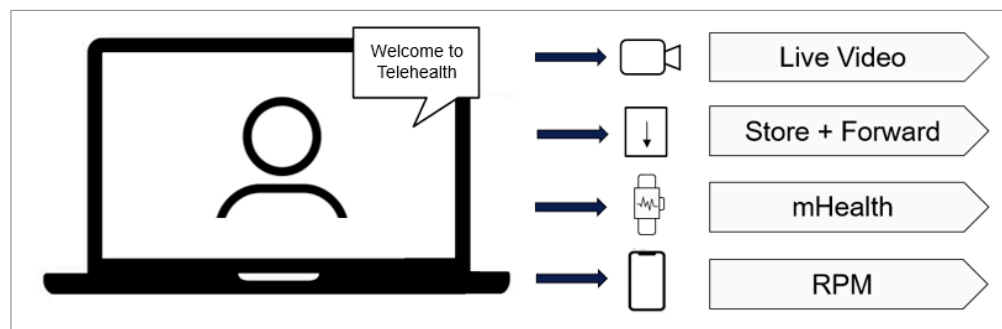 Welcome to
Telehealth
Live Video
Store + Forward
mHealth
RPM